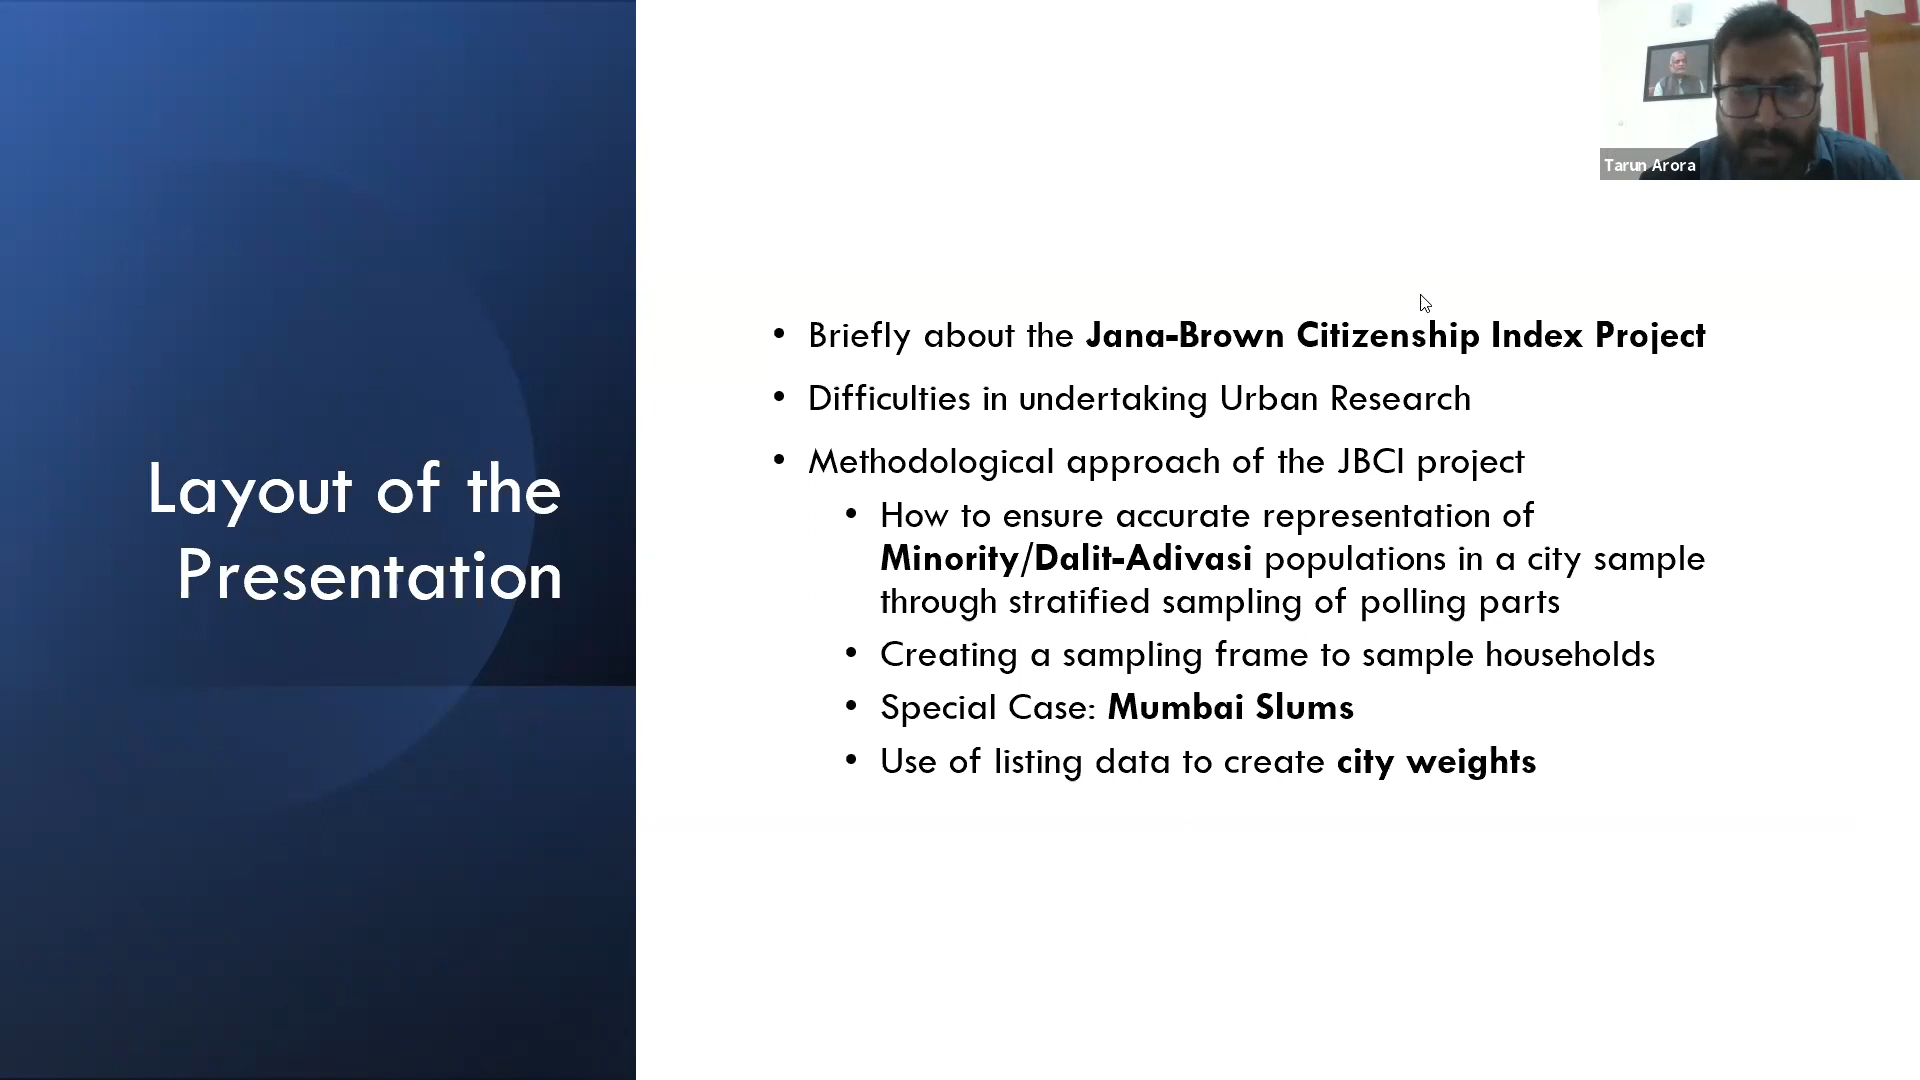 Tarun Arora
Layout of the
Presentation
• Briefly about the Jana-Brown Citizenship Index Project
• Difficulties in undertaking Urban Research
• Methodological approach of the JBCI project
• How to ensure accurate representation of
Minority/Dalit-Adivasi populations in a city sample
through stratified sampling of polling parts
• Creating a sampling frame to sample households
• Special Case: Mumbai Slums
• Use of listing data to create city weights